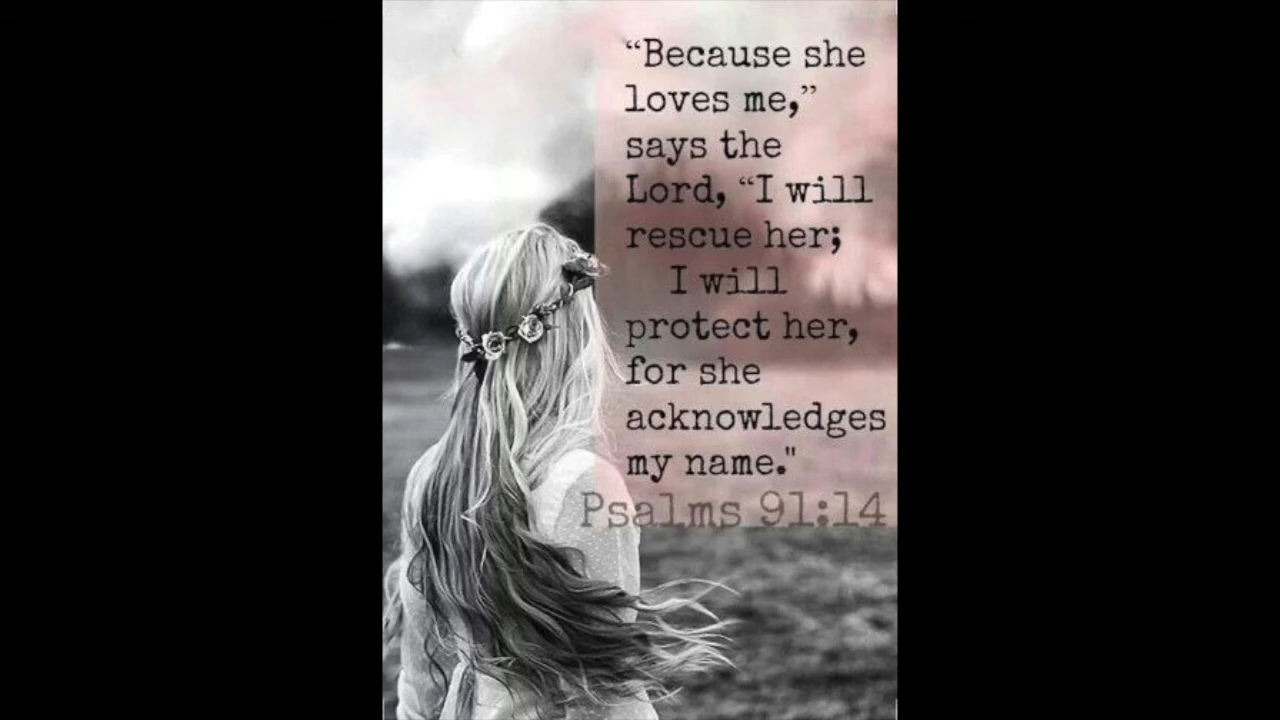 “Because she
loves me,”
says the
Lord, “I will
rescue her;
I will
protect her,
for she
acknowledges
my name."
Psalms 91:14